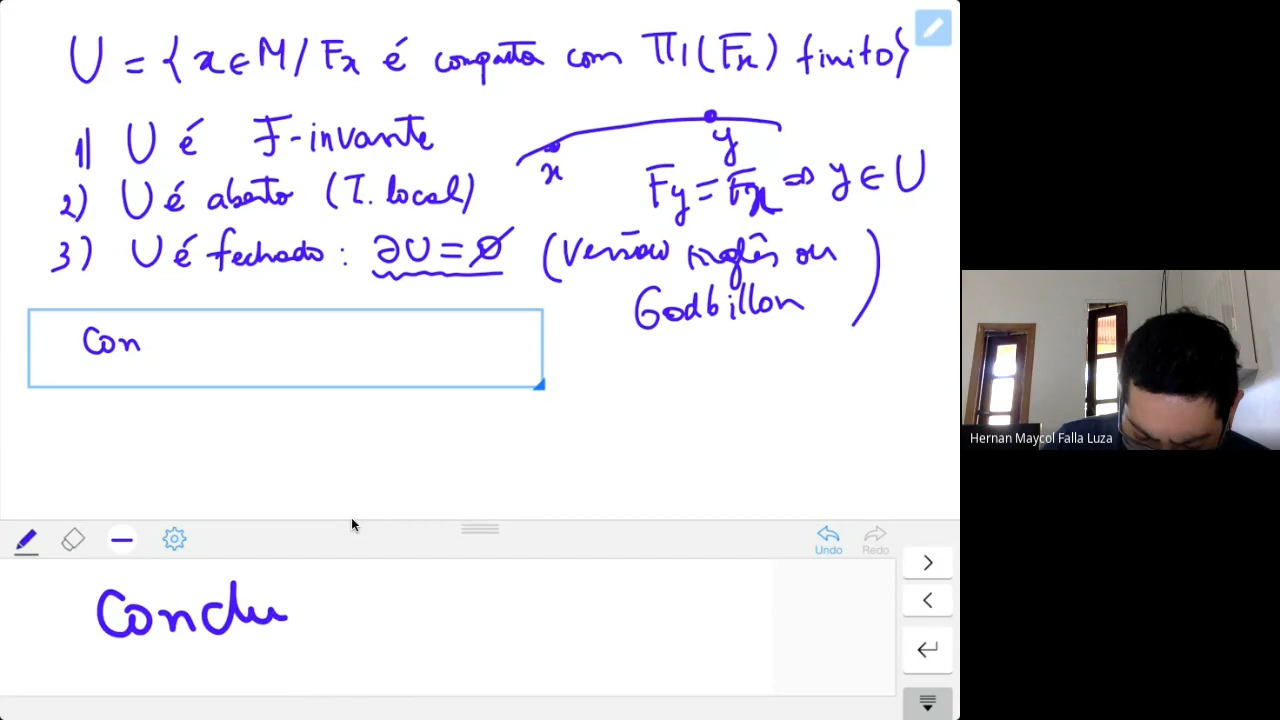 U = { x ∈ M / Fx é compacta com Π1(Fx) finito}
1) U é F-invante
x y
2) U é aberto (T. local)
Fy = Fx ⇒ y ∈ U
3) U é fechado : ∂U = ∅ (Versão inglês ou Godbillon)
Con
Hernan Maycol Falla Luza
Undo Redo
Conclu